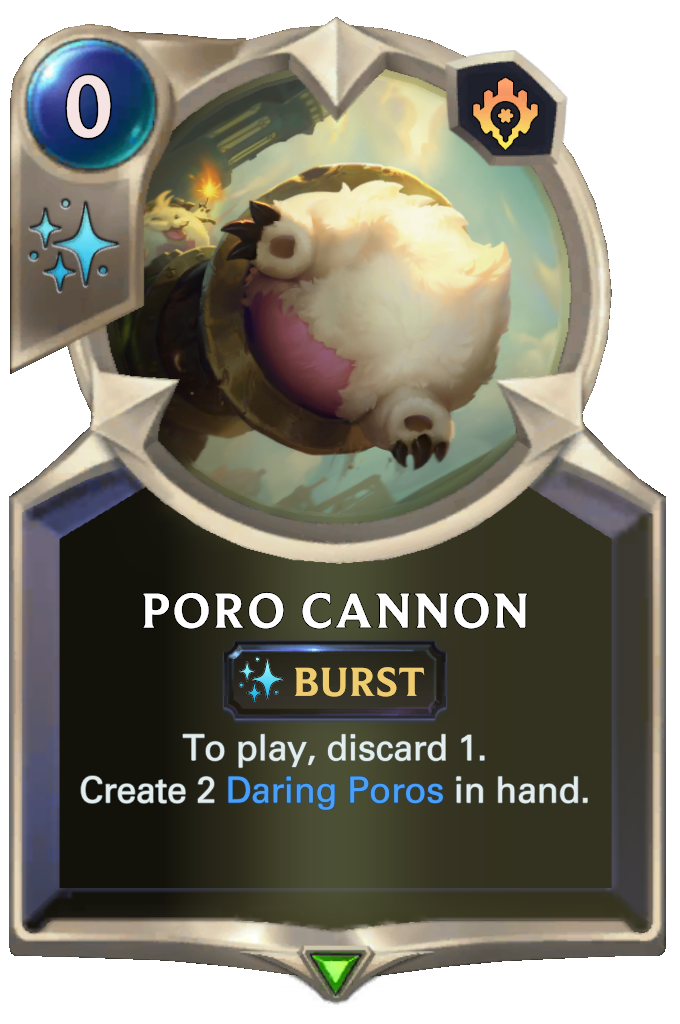 0
PORO CANNON
BURST
To play, discard 1.
Create 2 Daring Poros in hand.